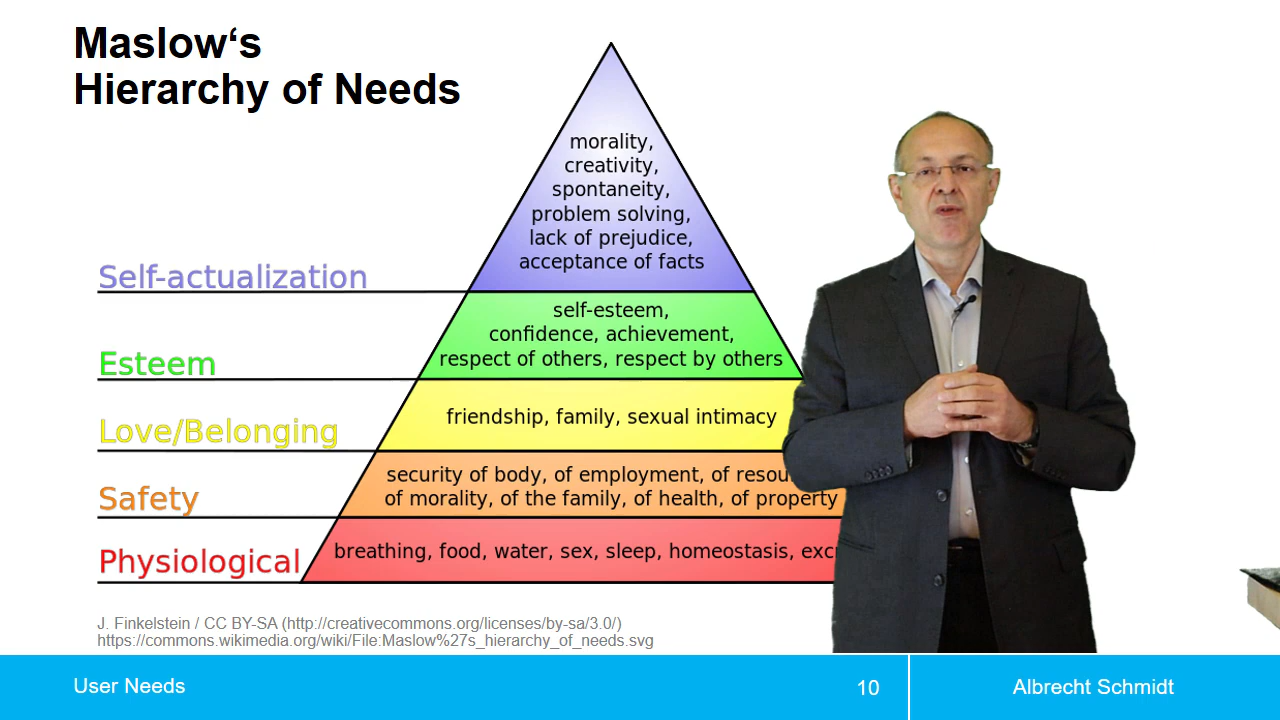 Maslow‘s
Hierarchy of Needs
morality,
creativity,
spontaneity,
problem solving,
lack of prejudice,
acceptance of facts
Self-actualization
self-esteem,
confidence, achievement,
respect of others, respect by others
Esteem
friendship, family, sexual intimacy
Love/Belonging
security of body, of employment, of
of morality, of the family, of health, of property
Safety
breathing, food, water, sex, sleep, homeostasis,
Physiological
J. Finkelstein / CC BY-SA (http://creativecommons.org/licenses/by-sa/3.0/)
https://commons.wikimedia.org/wiki/File:Maslow%27s_hierarchy_of_needs.svg
User Needs
10
Albrecht Schmidt